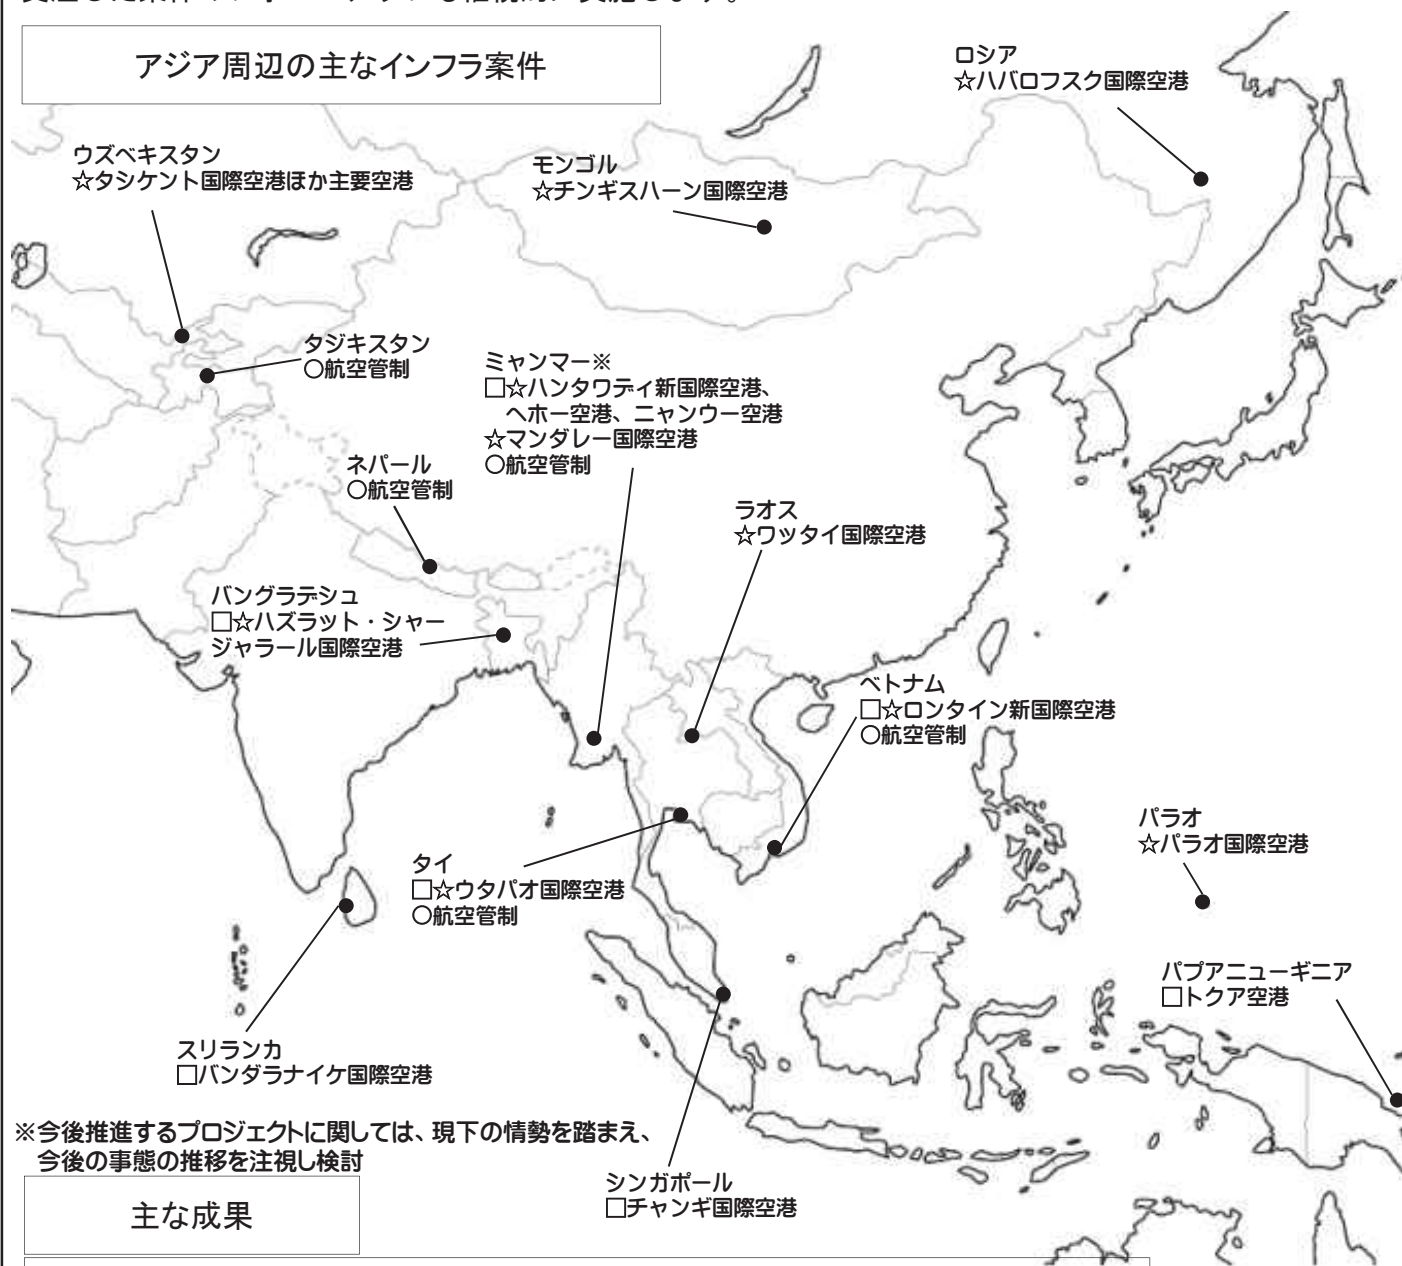 アジア周辺の主なインフラ案件
ロシア
☆ハバロフスク国際空港
ウズベキスタン
☆タシケント国際空港ほか主要空港
モンゴル
☆チンギスハーン国際空港
タジキスタン
○航空管制
ミャンマー※
□☆ハンタワディ新国際空港、
ヘホー空港、ニャンウー空港
☆マンダレー国際空港
○航空管制
ネパール
○航空管制
ラオス
☆ワッタイ国際空港
バングラデシュ
□☆ハズラット・シャー
ジャラール国際空港
ベトナム
□☆ロンタイン新国際空港
○航空管制
パラオ
☆パラオ国際空港
タイ
□☆ウタパオ国際空港
○航空管制
パプアニューギニア
□トクア空港
スリランカ
□バンダラナイケ国際空港
※今後推進するプロジェクトに関しては、現下の情勢を踏まえ、
今後の事態の推移を注視し検討
シンガポール
□チャンギ国際空港
主な成果